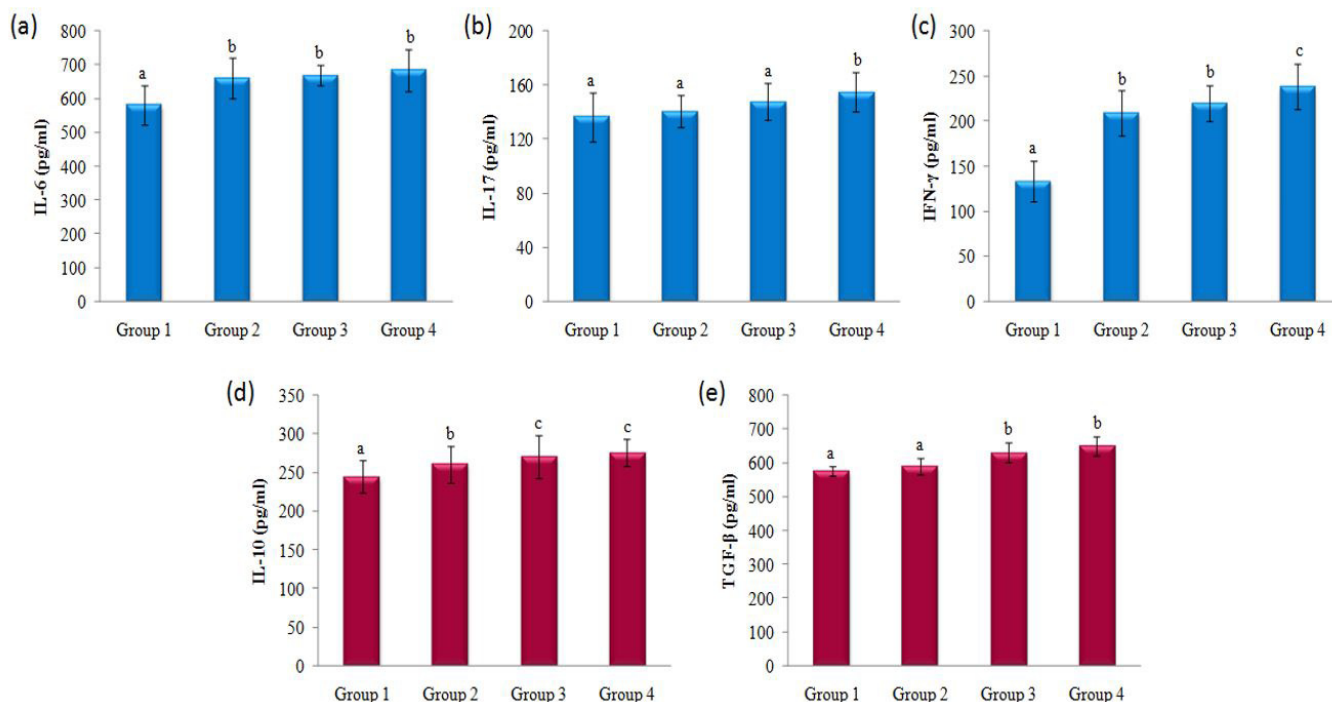 (a)
IL-6 (pg/ml)
800
700
600
500
400
300
200
100
0
a
b
b
b
Group 1
Group 2
Group 3
Group 4
(b)
IL-17 (pg/ml)
200
160
120
80
40
0
a
a
a
b
Group 1
Group 2
Group 3
Group 4
(c)
IFN-γ (pg/ml)
300
250
200
150
100
50
0
a
b
b
c
Group 1
Group 2
Group 3
Group 4
(d)
IL-10 (pg/ml)
350
300
250
200
150
100
50
0
a
b
c
c
Group 1
Group 2
Group 3
Group 4
(e)
TGF-β (pg/ml)
800
700
600
500
400
300
200
100
0
a
a
b
b
Group 1
Group 2
Group 3
Group 4